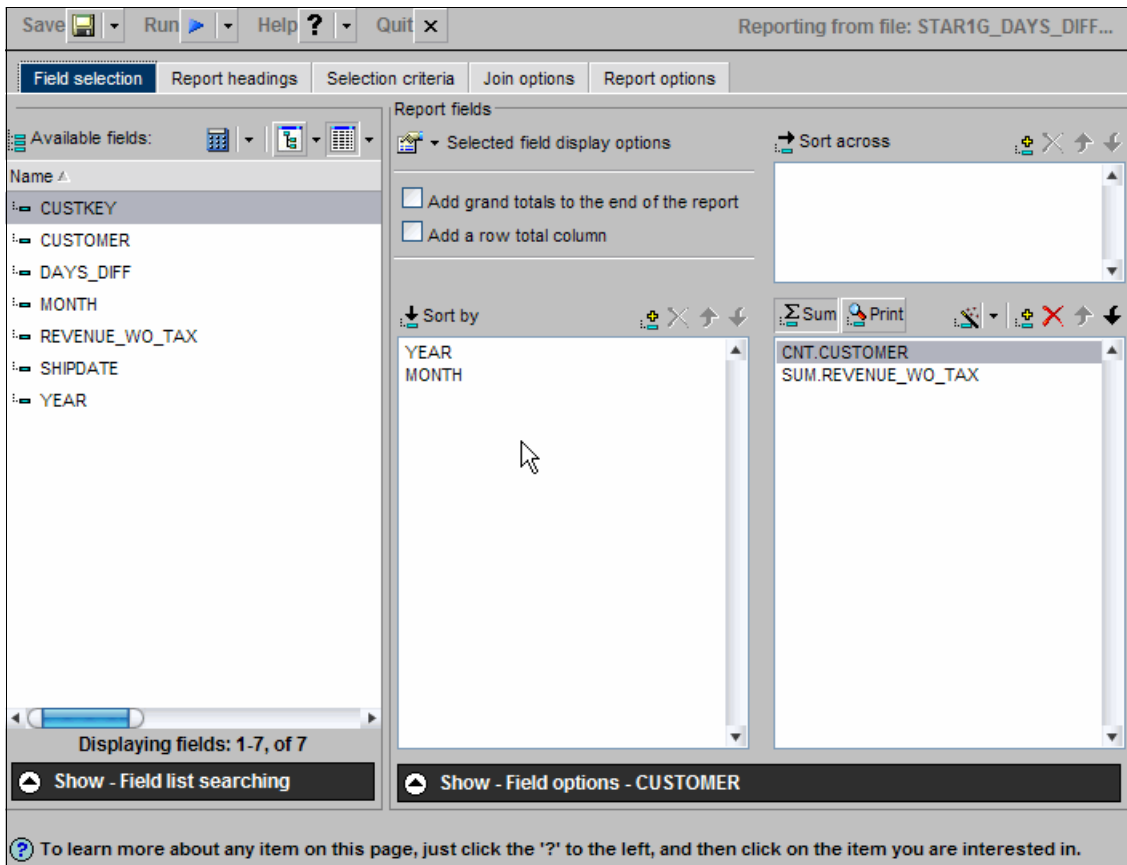 Save Run Help ? Quit x Reporting from file: STAR1G_DAYS_DIFF...
Field selection Report headings Selection criteria Join options Report options
Report fields
Available fields:
Selected field display options
Sort across
Name
Add grand totals to the end of the report
Add a row total column
CUSTKEY
CUSTOMER
DAYS_DIFF
MONTH
REVENUE_WO_TAX
SHIPDATE
YEAR
Sort by
YEAR
MONTH
Sum Print
CNT.CUSTOMER
SUM.REVENUE_WO_TAX
Displaying fields: 1-7, of 7
Show - Field list searching
Show - Field options - CUSTOMER
? To learn more about any item on this page, just click the '?' to the left, and then click on the item you are interested in.